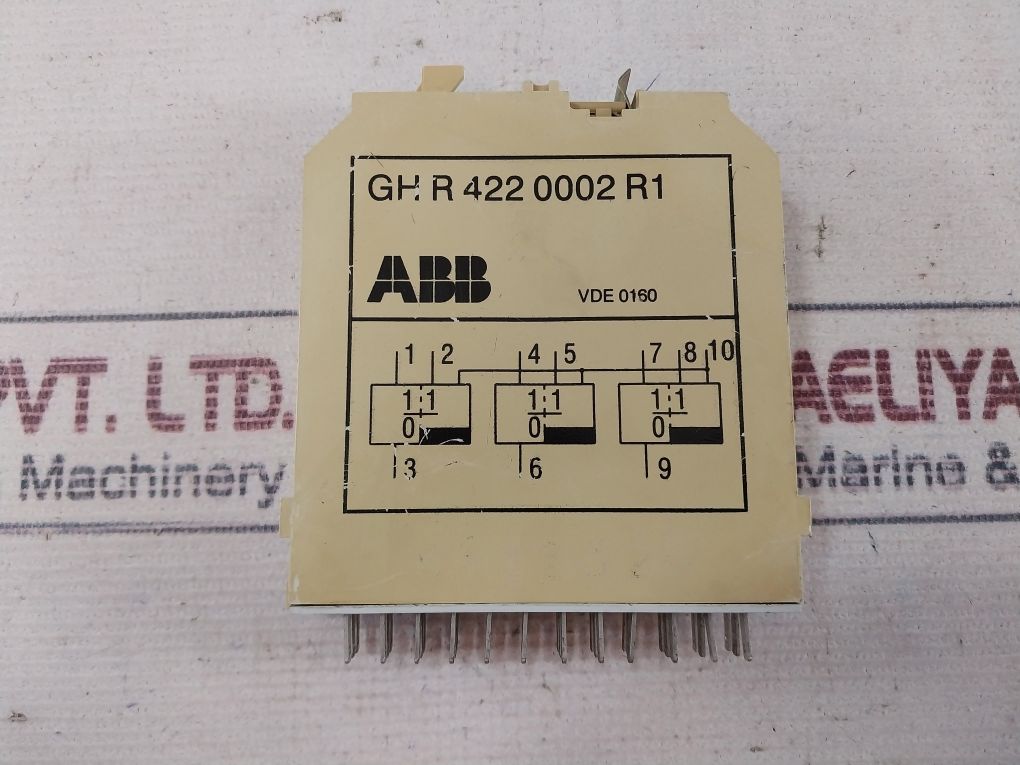 GH R 422 0002 R1
ABB
VDE 0160
1 2 4 5 7 8 10
1 1 1 1 1 1
0 0 0
3 6 9
PVT. LTD. AELIYA
Machinery Marine &